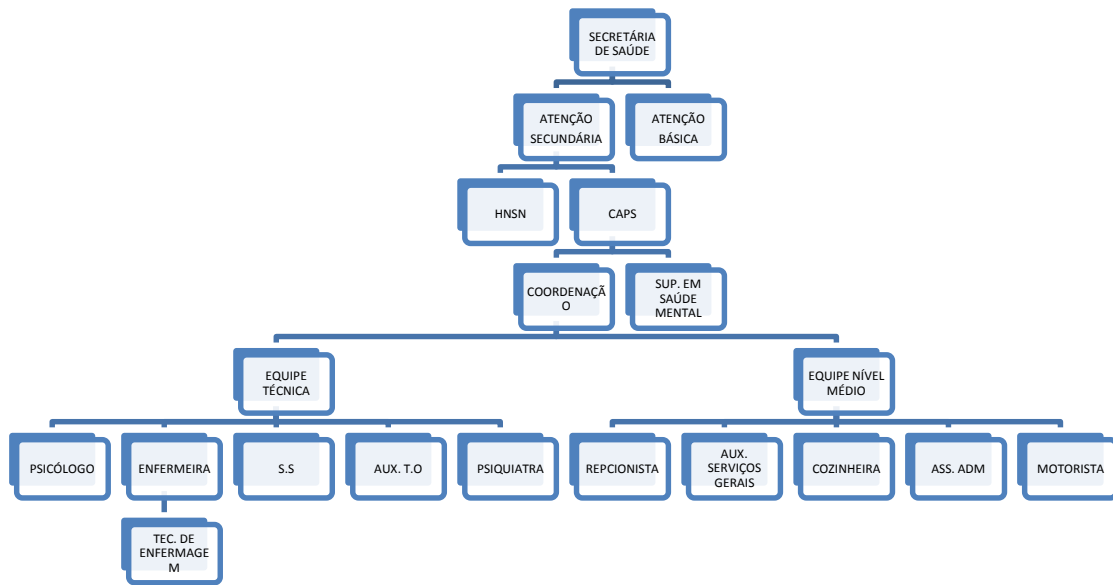 SECRETÁRIA
DE SAÚDE
ATENÇÃO
SECUNDÁRIA
ATENÇÃO
BÁSICA
HNSN
CAPS
COORDENAÇÃ
O
SUP. EM
SAÚDE
MENTAL
EQUIPE
TÉCNICA
EQUIPE NÍVEL
MÉDIO
PSICÓLOGO
ENFERMEIRA
S.S
AUX. T.O
PSIQUIATRA
REPCIONISTA
AUX.
SERVIÇOS
GERAIS
COZINHEIRA
ASS. ADM
MOTORISTA
TEC. DE
ENFERMAGE
M